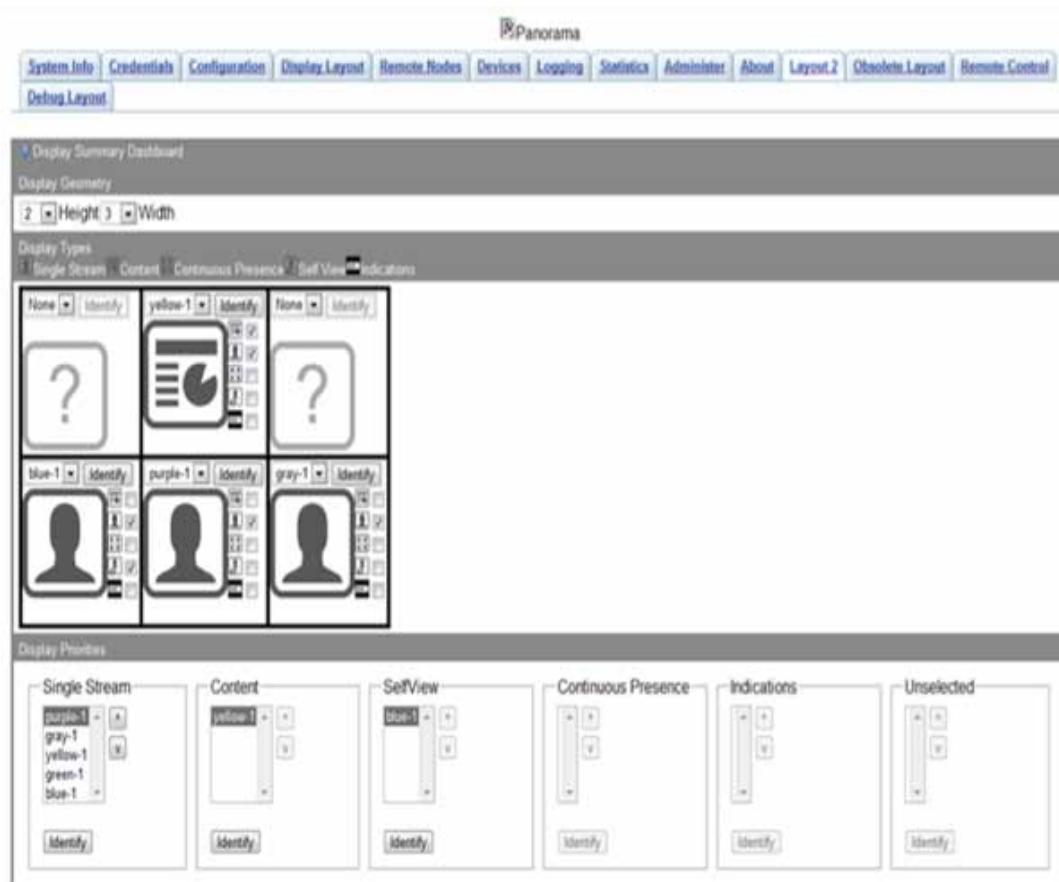 Panorama
System Info Credentials Configuration Display Layout Remote Nodes Devices Logging Statistics Administer About Layout 2 Obsolete Layout Remote Control
Debug Layout
Display Summary Dashboard
Display Geometry
2 Height 3 Width
Display Types
Single Stream Content Continuous Presence Self View Indications
None Identify yellow-1 Identify None Identify
? ?
blue-1 Identify purple-1 Identify gray-1 Identify
Display Priorities
Single Stream Content SelfView Continuous Presence Indications Unselected
purple-1 yellow-1 blue-1
gray-1
yellow-1
green-1
blue-1
Identify Identify Identify Identify Identify Identify